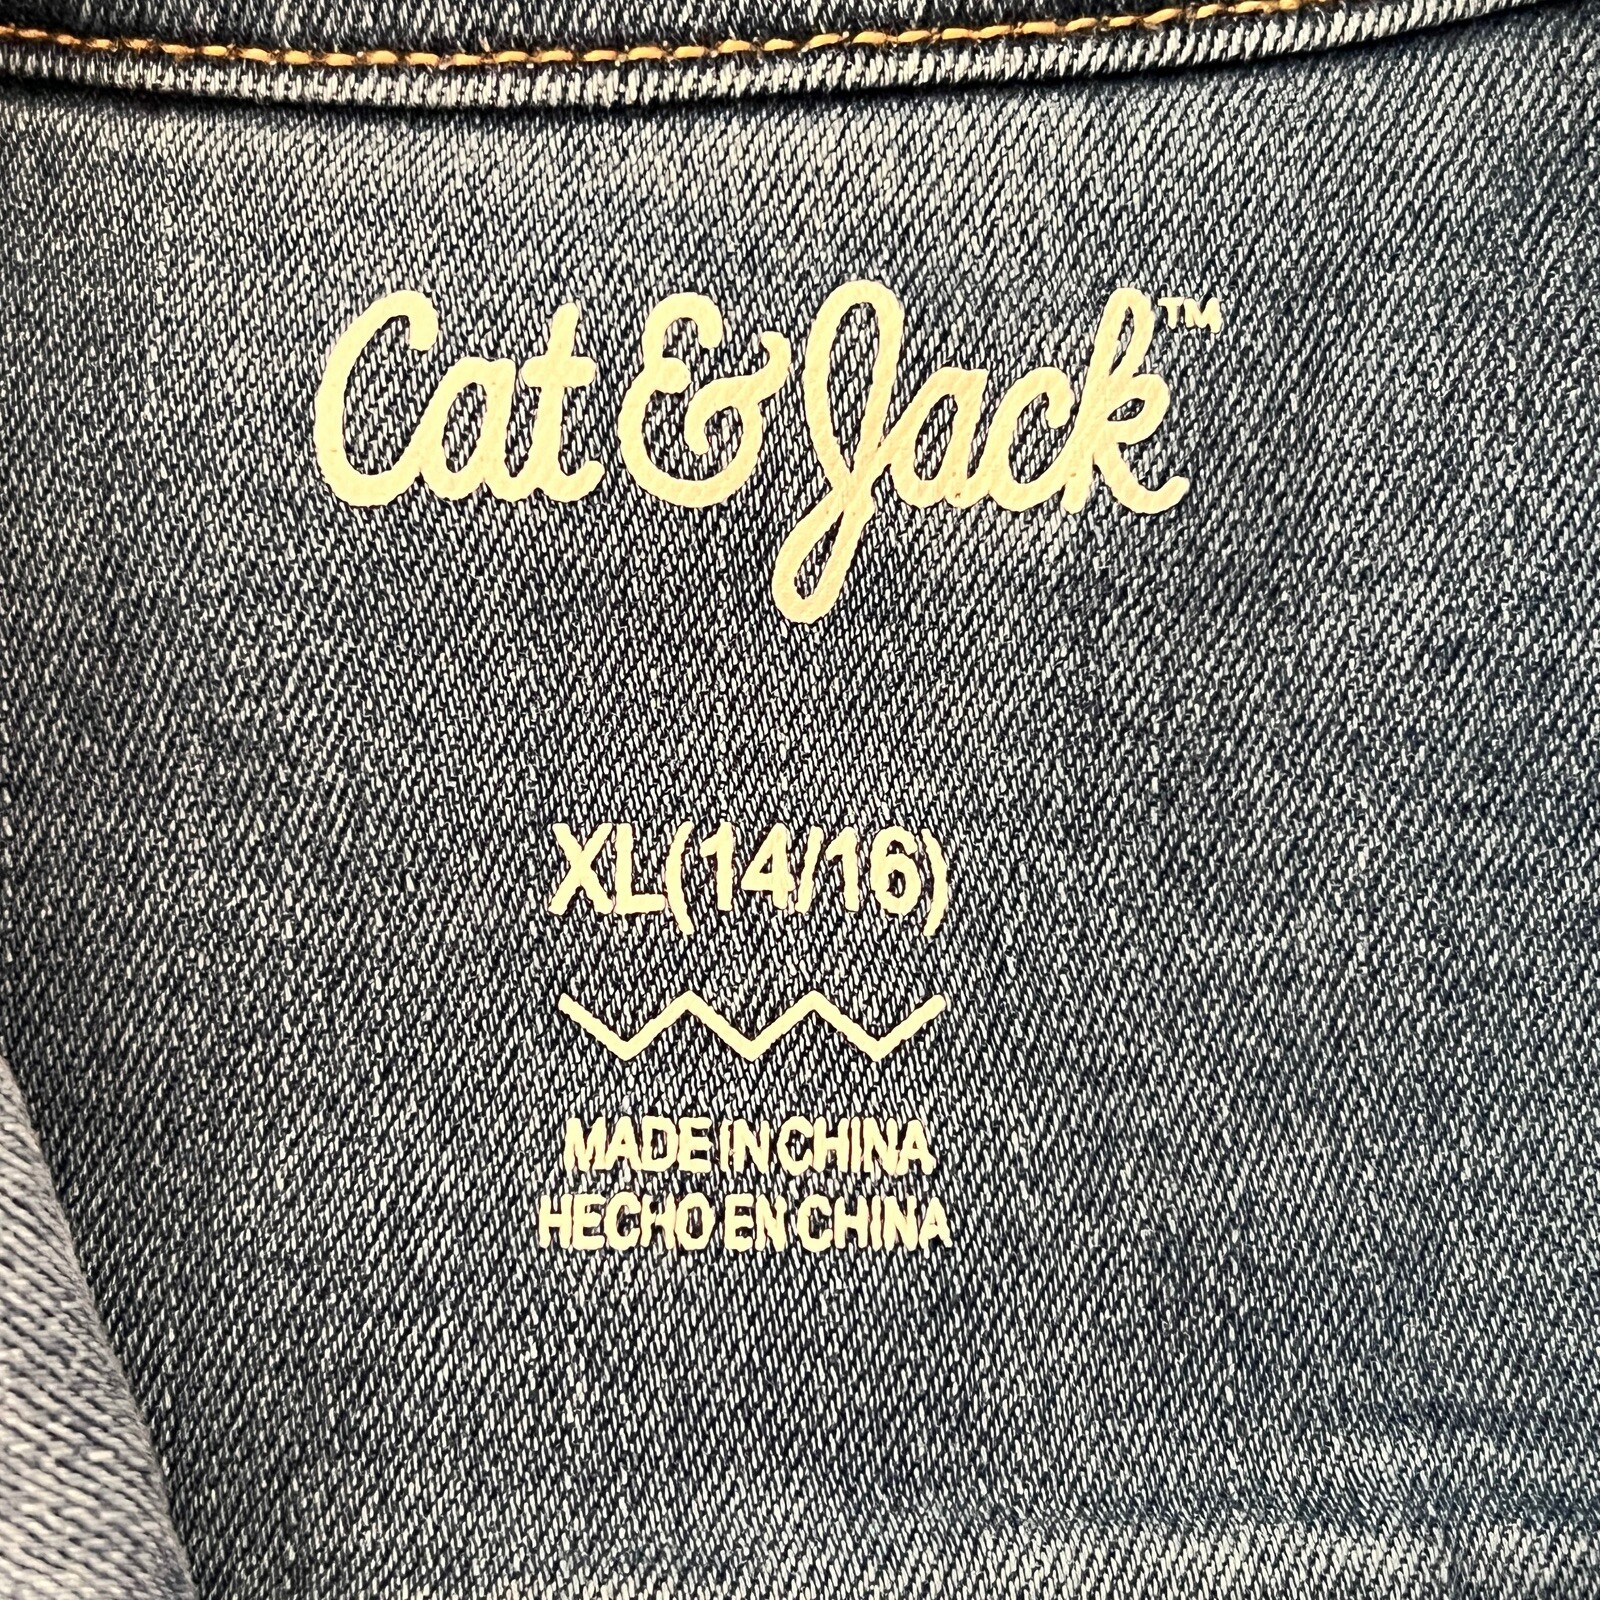 Cat & Jack™
XL(14/16)
MADE IN CHINA
HECHO EN CHINA